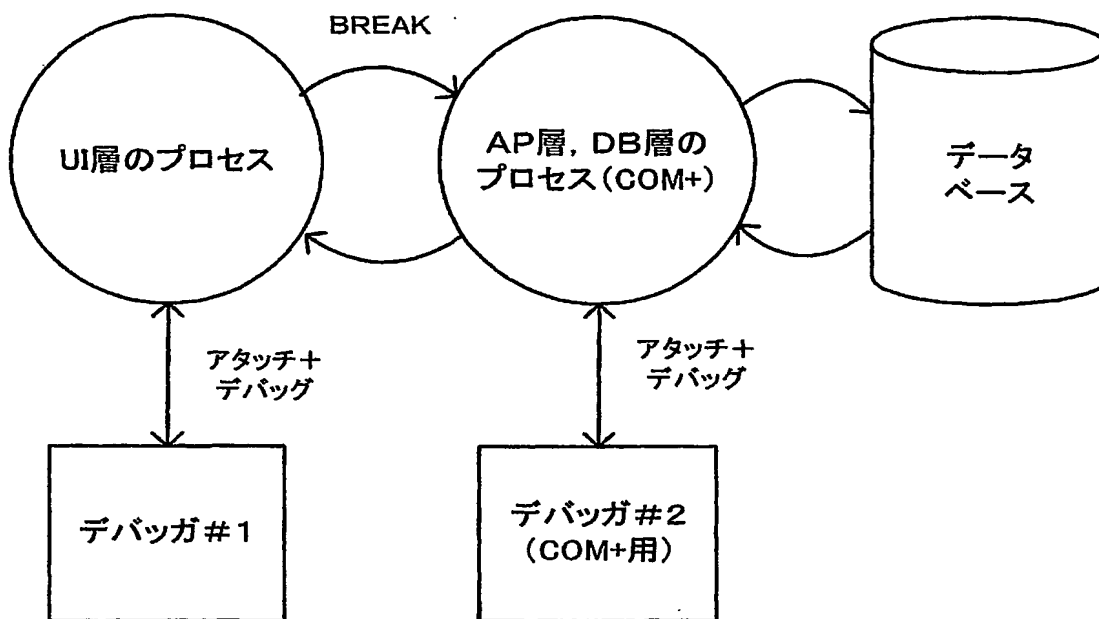 BREAK
UI層のプロセス
AP層，DB層の
プロセス(COM+)
データ
ベース
アタッチ＋
デバッグ
アタッチ＋
デバッグ
デバッガ＃1
デバッガ＃2
(COM+用)